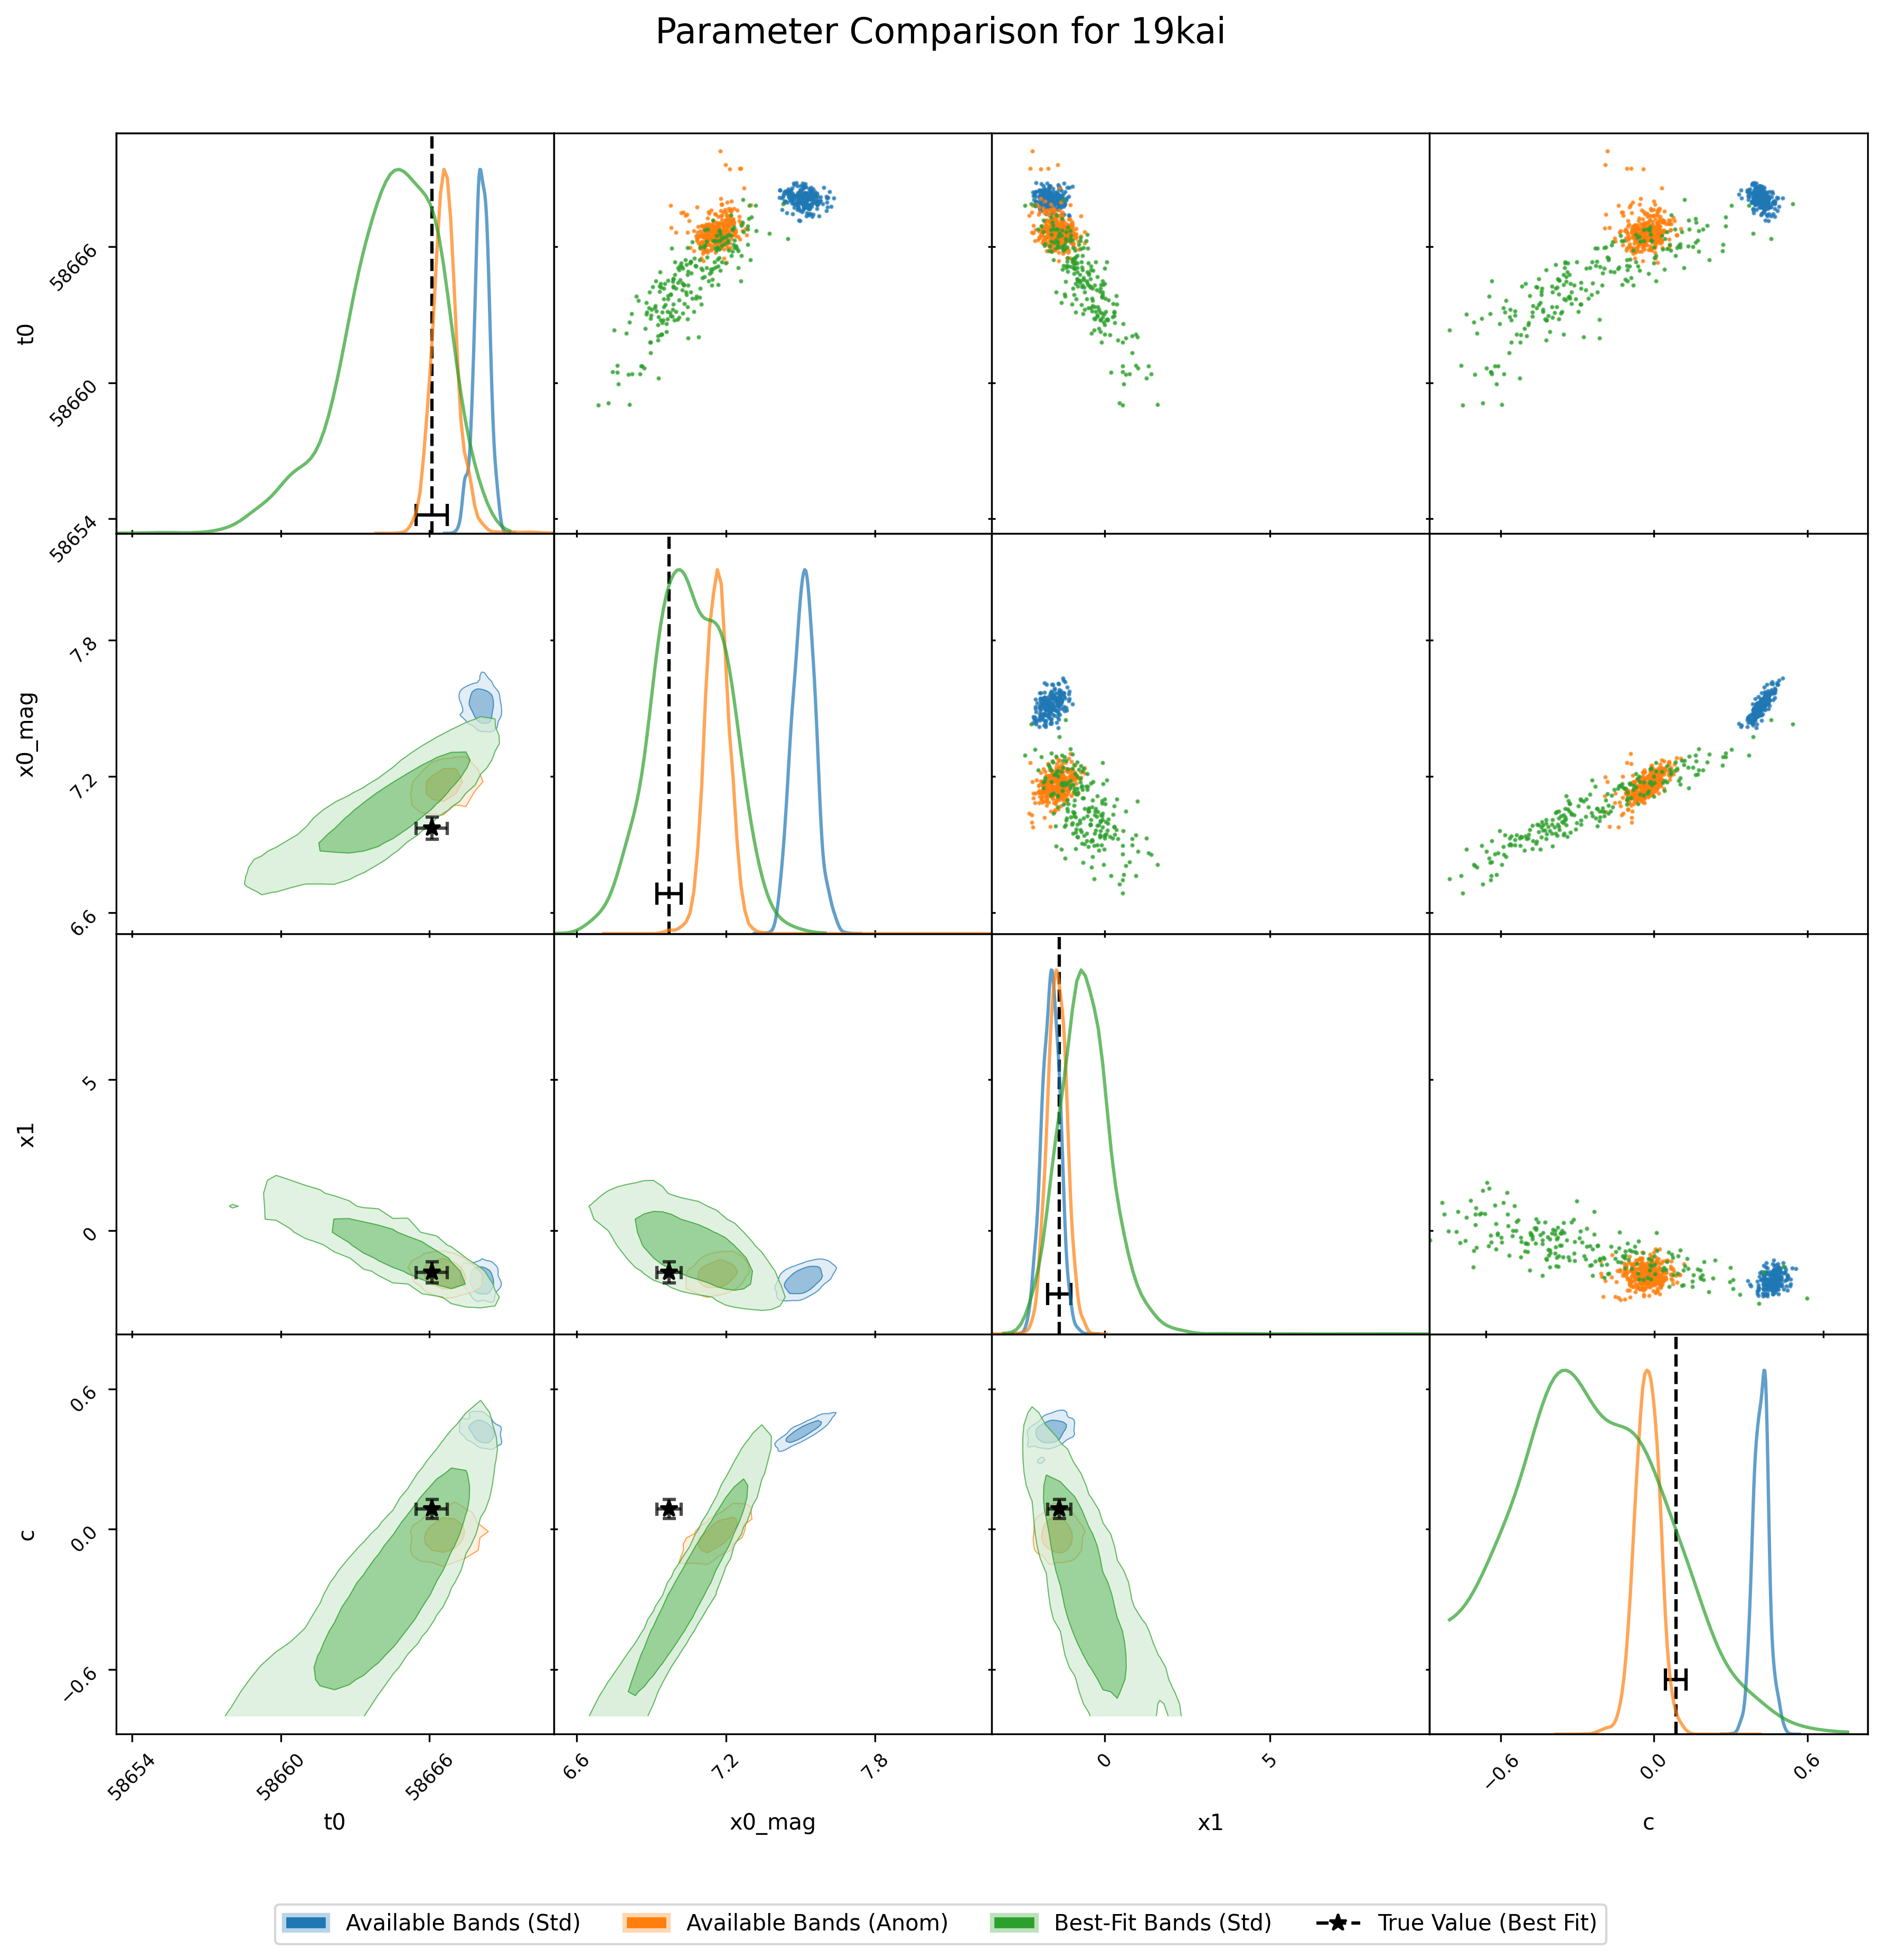 Parameter Comparison for 19kai
t0
58666
58660
58654
x0_mag
7.8
7.2
6.6
x1
5
0
c
0.6
0.0
−0.6
58654
58660
58666
6.6
7.2
7.8
0
5
−0.6
0.0
0.6
t0
x0_mag
x1
c
Available Bands (Std)
Available Bands (Anom)
Best-Fit Bands (Std)
True Value (Best Fit)